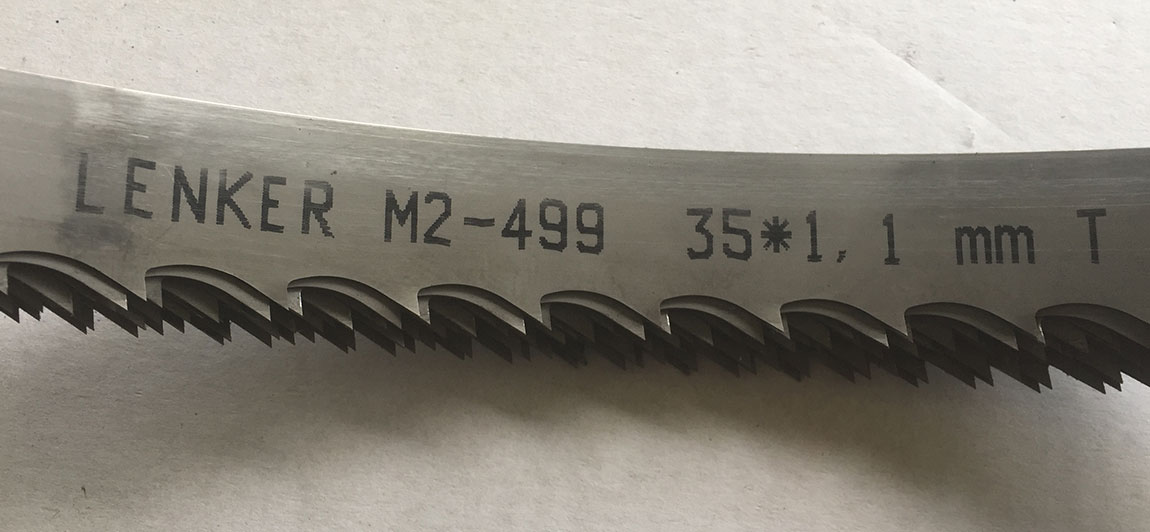 LENKER M2-499 35*1,1 mm T